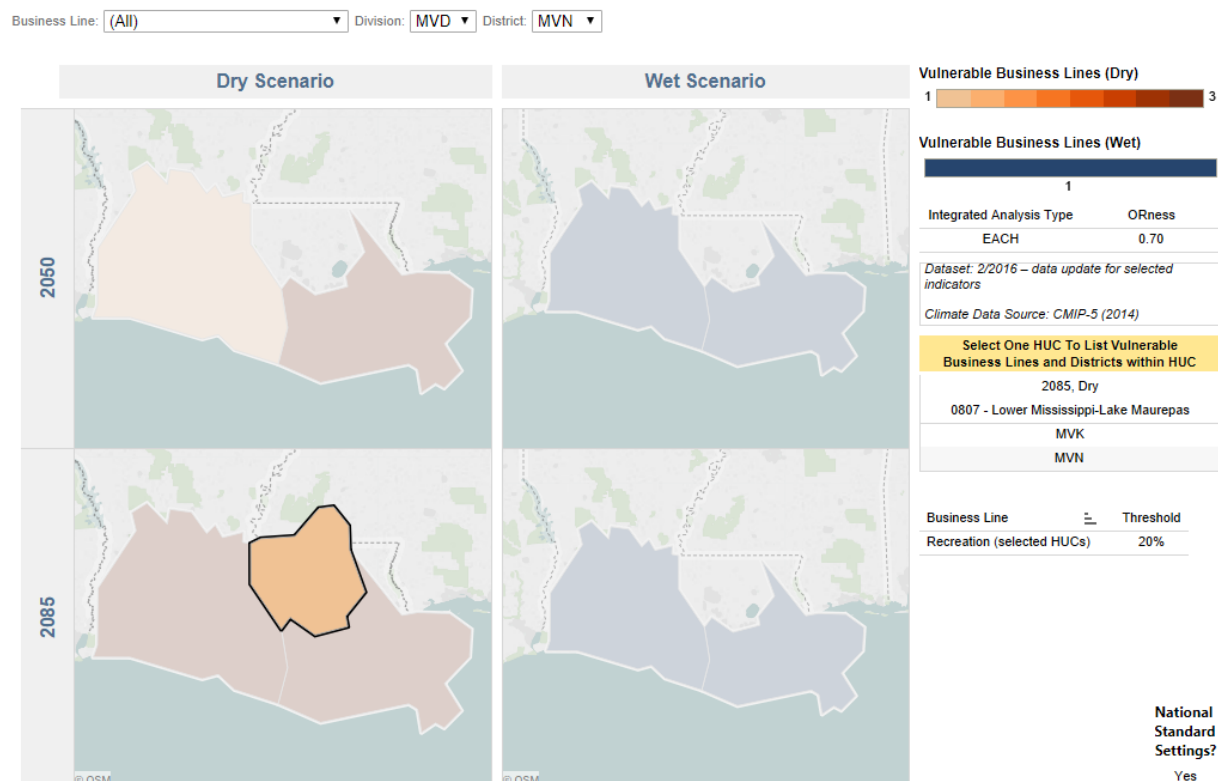 Business Line: (All) Division: MVD District: MVN
Dry Scenario
Wet Scenario
2050
2085
© OSM
© OSM
Vulnerable Business Lines (Dry)
1 3
Vulnerable Business Lines (Wet)
1
Integrated Analysis Type ORness
EACH 0.70
Dataset: 2/2016 – data update for selected
indicators
Climate Data Source: CMIP-5 (2014)
Select One HUC To List Vulnerable
Business Lines and Districts within HUC
2085, Dry
0807 - Lower Mississippi-Lake Maurepas
MVK
MVN
Business Line Threshold
Recreation (selected HUCs) 20%
National
Standard
Settings?
Yes